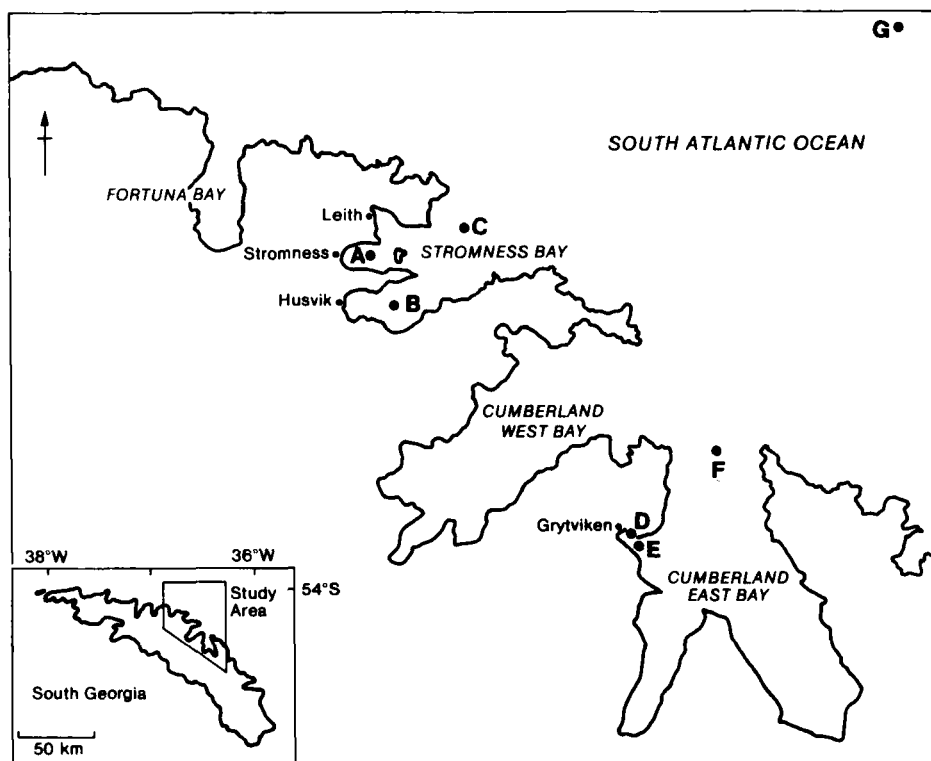 G
SOUTH ATLANTIC OCEAN
FORTUNA BAY
Leith
C
Stromness
A
STROMNESS BAY
Husvik
B
CUMBERLAND
WEST BAY
F
Grytviken
D
E
CUMBERLAND
EAST BAY
38°W
36°W
54°S
Study
Area
South Georgia
50 km